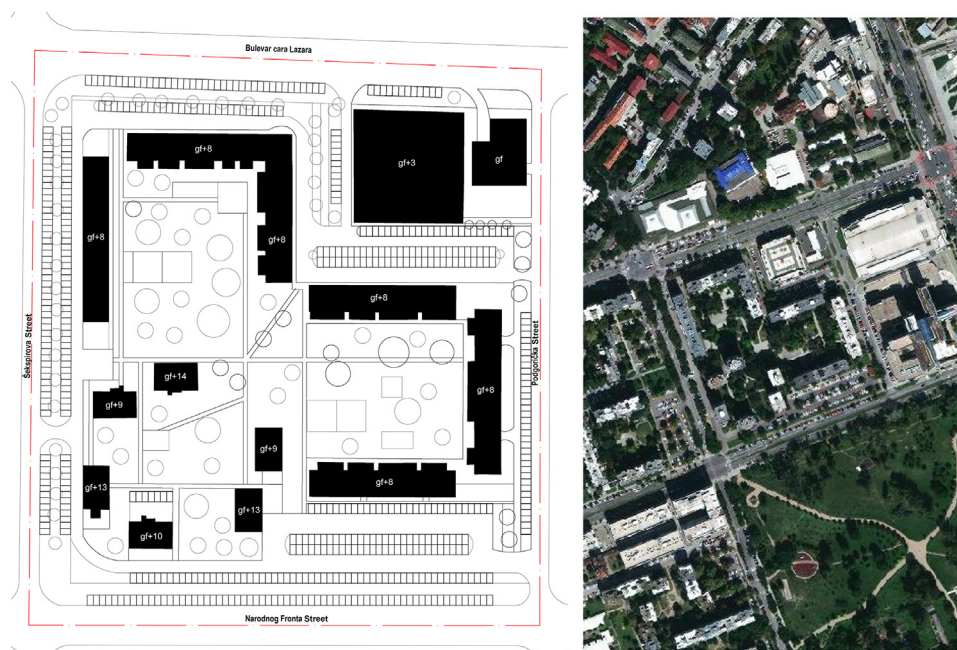 Bulevar cara Lazara
gf+8
gf+3
gf
gf+8
gf+8
gf+8
Šekspirova Street
Podgorička Street
gf+14
gf+8
gf+9
gf+9
gf+8
gf+13
gf+13
gf+10
Narodnog Fronta Street